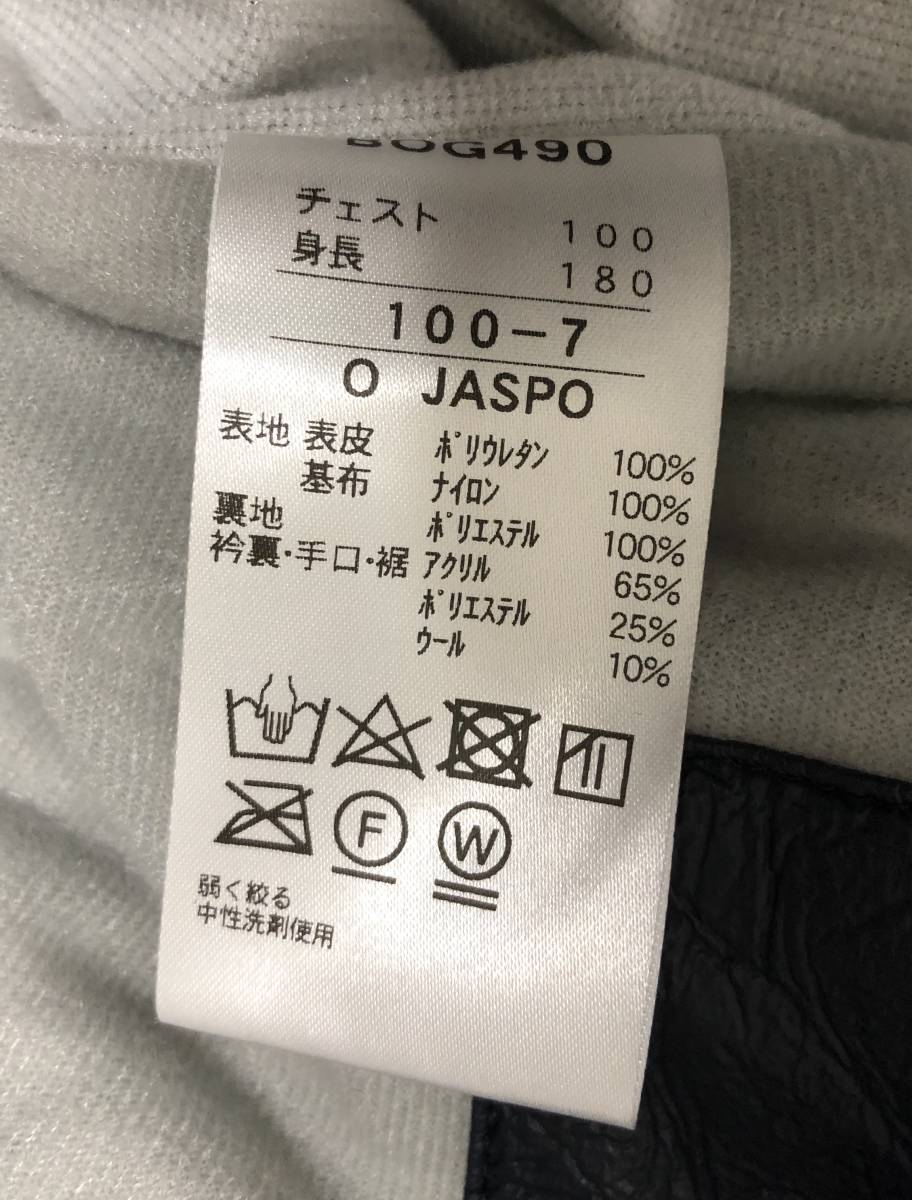 BOG490
チェスト 100
身長 180
100-7
O JASPO
表地 表皮 ポリウレタン 100%
基布 ナイロン 100%
裏地 ポリエステル 100%
衿裏・手口・裾 アクリル 65%
ポリエステル 25%
ウール 10%
F W
弱く絞る
中性洗剤使用